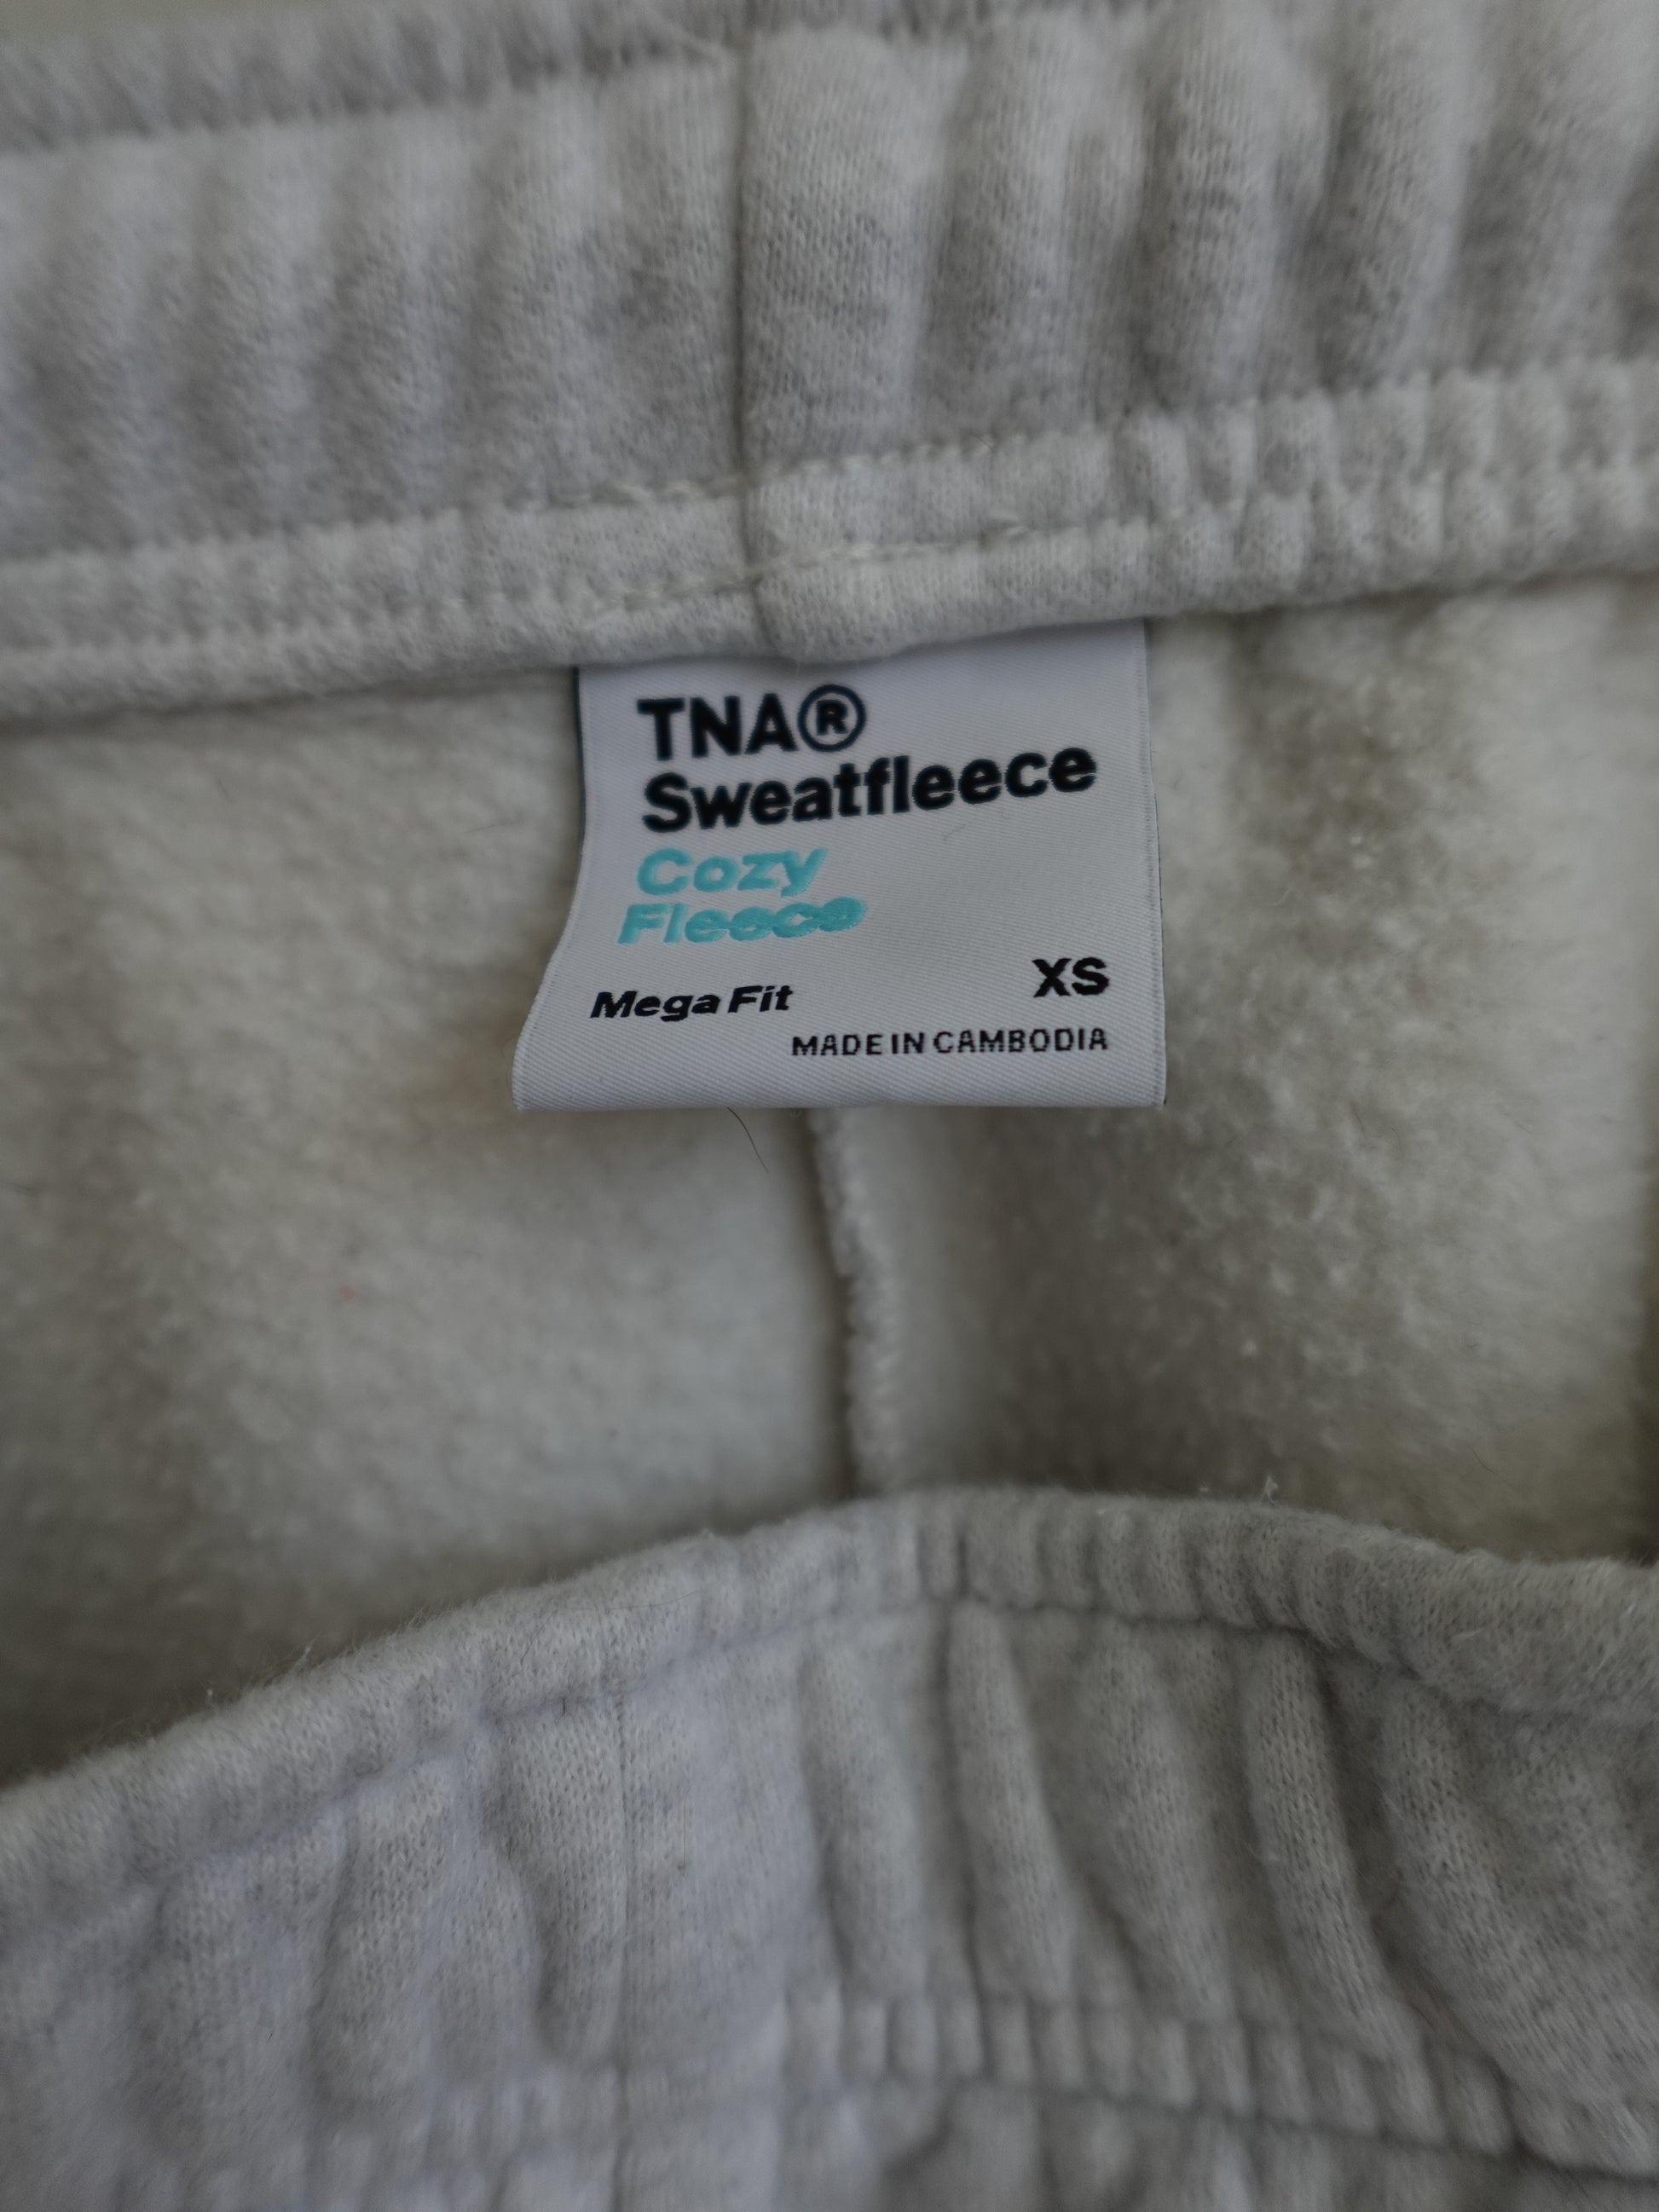 TNA®
Sweatfleece
Cozy
Fleece
XS
Mega Fit
MADE IN CAMBODIA